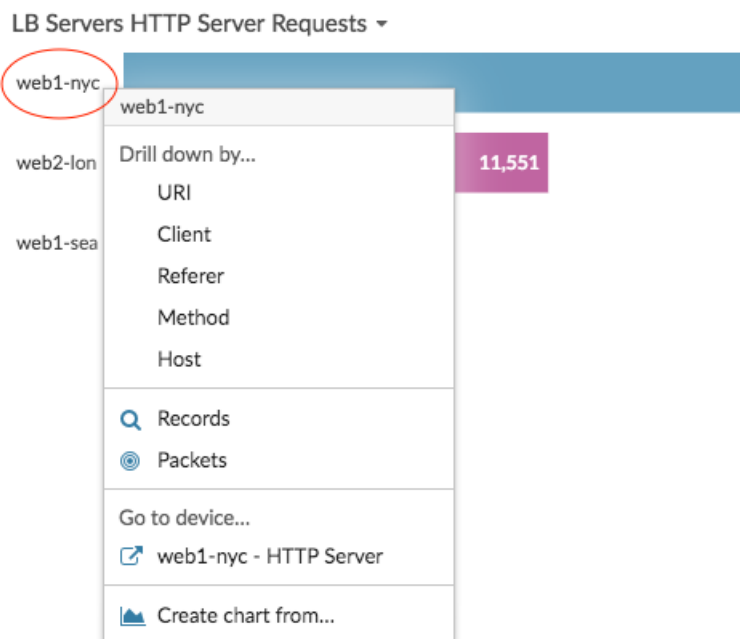 LB Servers HTTP Server Requests
web1-nyc
web1-nyc
Drill down by...
web2-lon
11,551
URI
Client
web1-sea
Referer
Method
Host
Records
Packets
Go to device...
web1-nyc - HTTP Server
Create chart from...